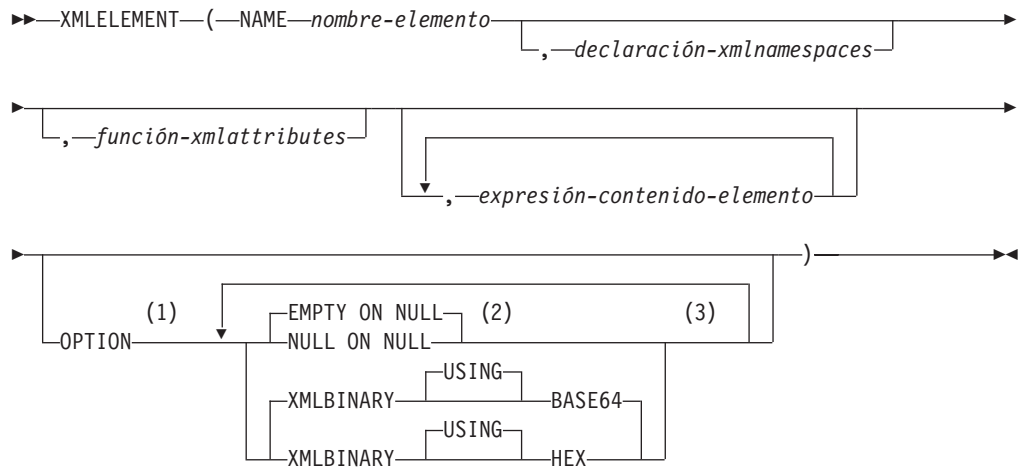 XMLELEMENT ( NAME nombre-elemento
, declaración-xmlnamespaces
, función-xmlattributes
, expresión-contenido-elemento
)
(1) EMPTY ON NULL (2) (3)
OPTION NULL ON NULL
USING
XMLBINARY BASE64
USING
XMLBINARY HEX